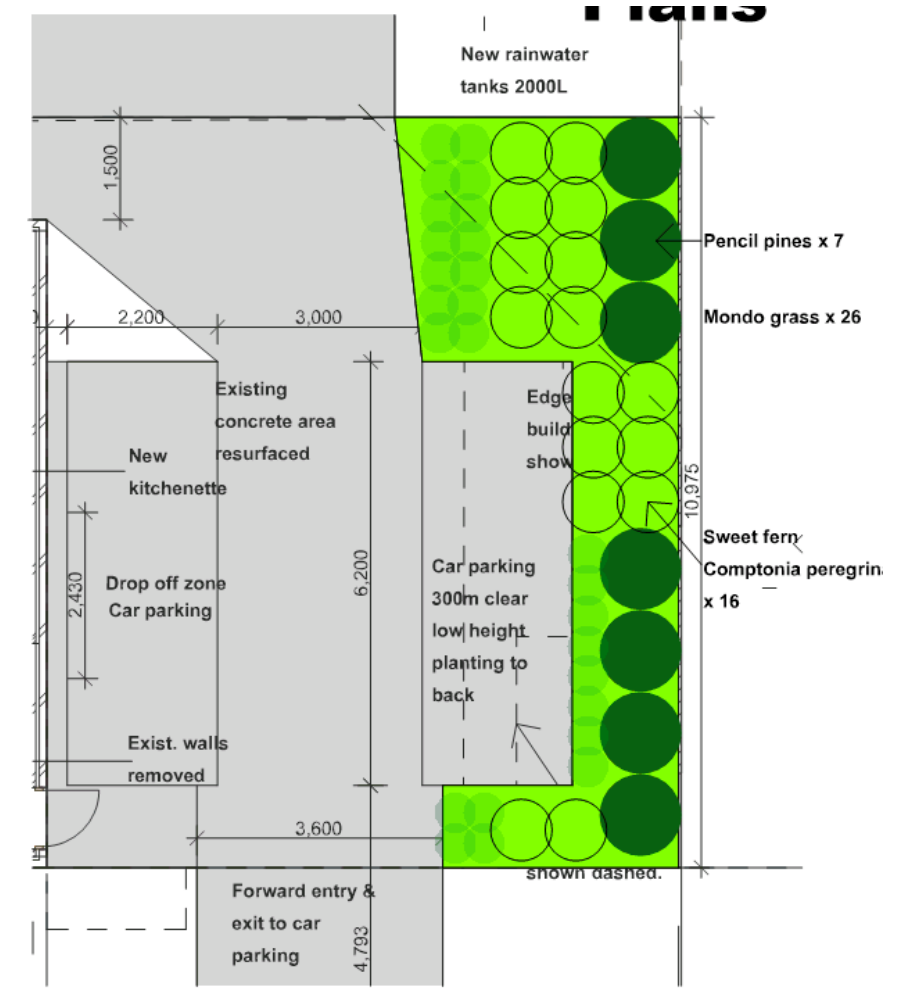 Plans
New rainwater
tanks 2000L
1,500
Pencil pines x 7
2,200
3,000
Mondo grass x 26
Existing
concrete area
resurfaced
Edge
build
show
New
kitchenette
10,975
Sweet fern
Comptonia peregrin
x 16
2,430
Drop off zone
Car parking
6,200
Car parking
300m clear
low height
planting to
back
Exist. walls
removed
3,600
shown dashed.
Forward entry &
exit to car
parking
4,793